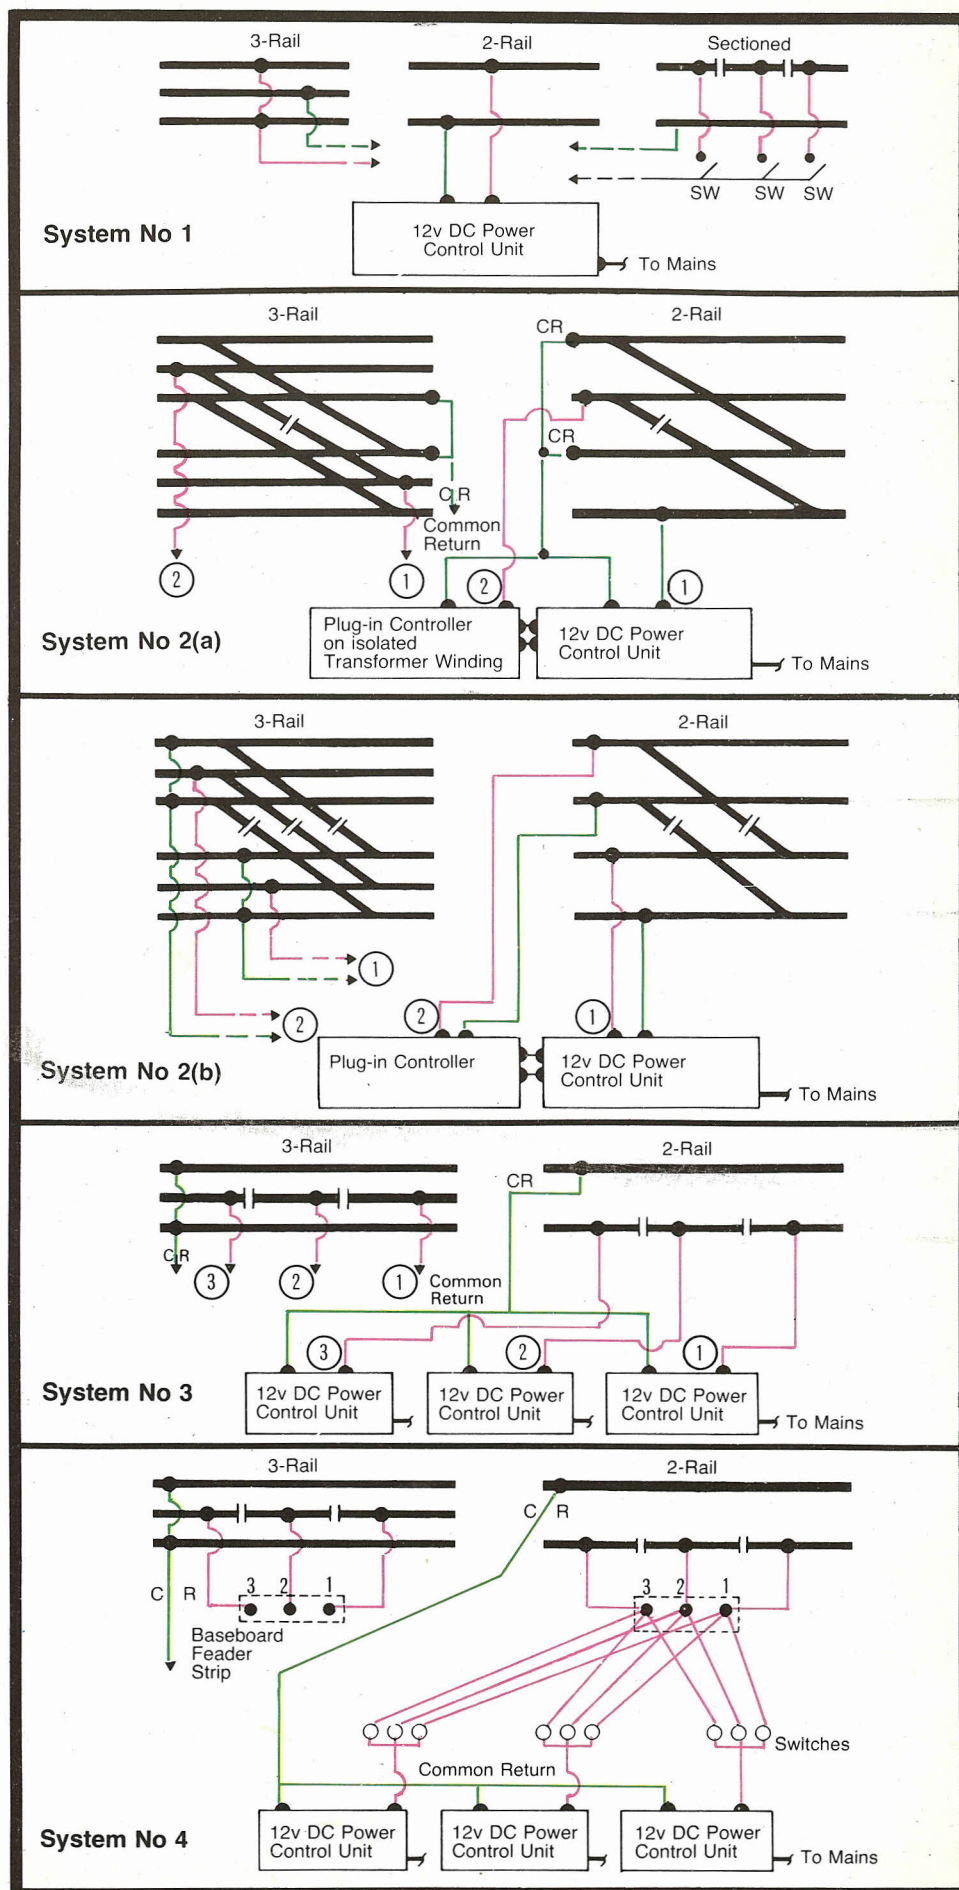 3-Rail
2-Rail
Sectioned
SW
SW
SW
System No 1
12v DC Power
Control Unit
To Mains
3-Rail
2-Rail
CR
CR
CR
Common
Return
2
1
2
1
System No 2(a)
Plug-in Controller
on isolated
Transformer Winding
12v DC Power
Control Unit
To Mains
3-Rail
2-Rail
1
2
2
1
System No 2(b)
Plug-in Controller
12v DC Power
Control Unit
To Mains
3-Rail
2-Rail
CR
CR
3
2
1
Common
Return
3
2
1
System No 3
12v DC Power
Control Unit
12v DC Power
Control Unit
12v DC Power
Control Unit
To Mains
3-Rail
2-Rail
C R
C R
3 2 1
3 2 1
Baseboard
Feader
Strip
Switches
Common Return
System No 4
12v DC Power
Control Unit
12v DC Power
Control Unit
12v DC Power
Control Unit
To Mains